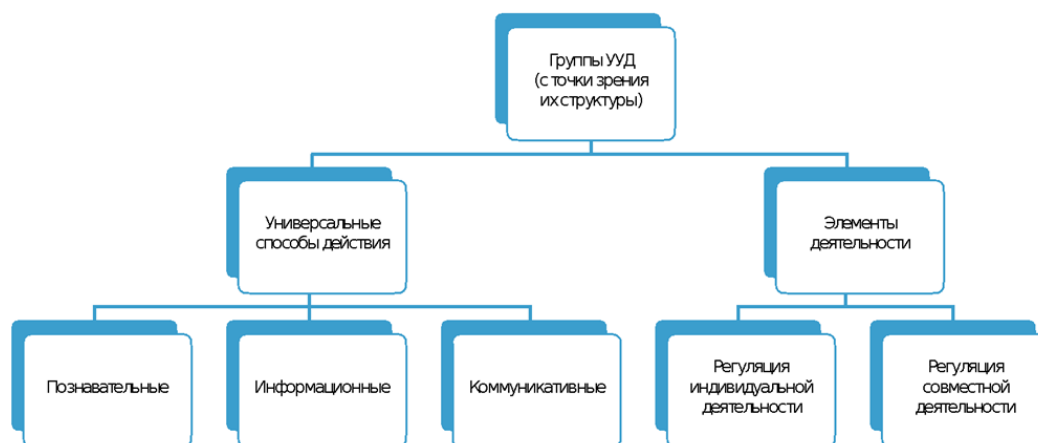 Группы УУД
(с точки зрения
их структуры)
Универсальные
способы действия
Элементы
деятельности
Познавательные
Информационные
Коммуникативные
Регуляция
индивидуальной
деятельности
Регуляция
совместной
деятельности